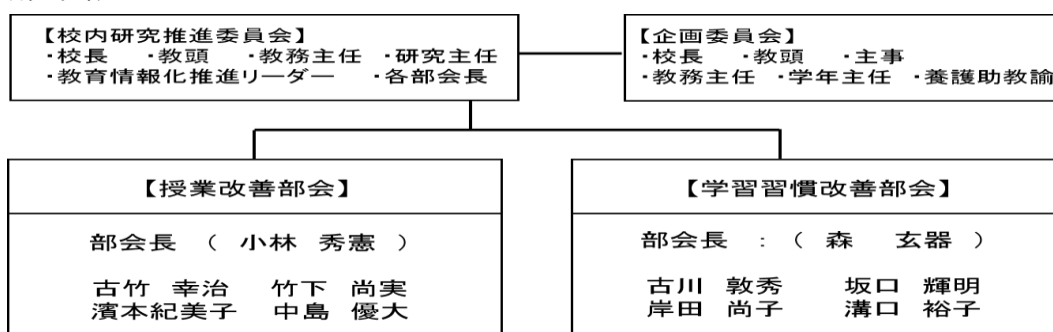 【校内研究推進委員会】
・校長　・教頭　・教務主任　・研究主任
・教育情報化推進リーダー　・各部会長
【企画委員会】
・校長　・教頭　・主事
・教務主任　・学年主任　・養護助教諭
【授業改善部会】
部会長　（　小林　秀憲　）
古竹　幸治　竹下　尚実
濱本紀美子　中島　優大
【学習習慣改善部会】
部会長　：（　森　玄器　）
古川　敦秀　坂口　輝明
岸田　尚子　溝口　裕子